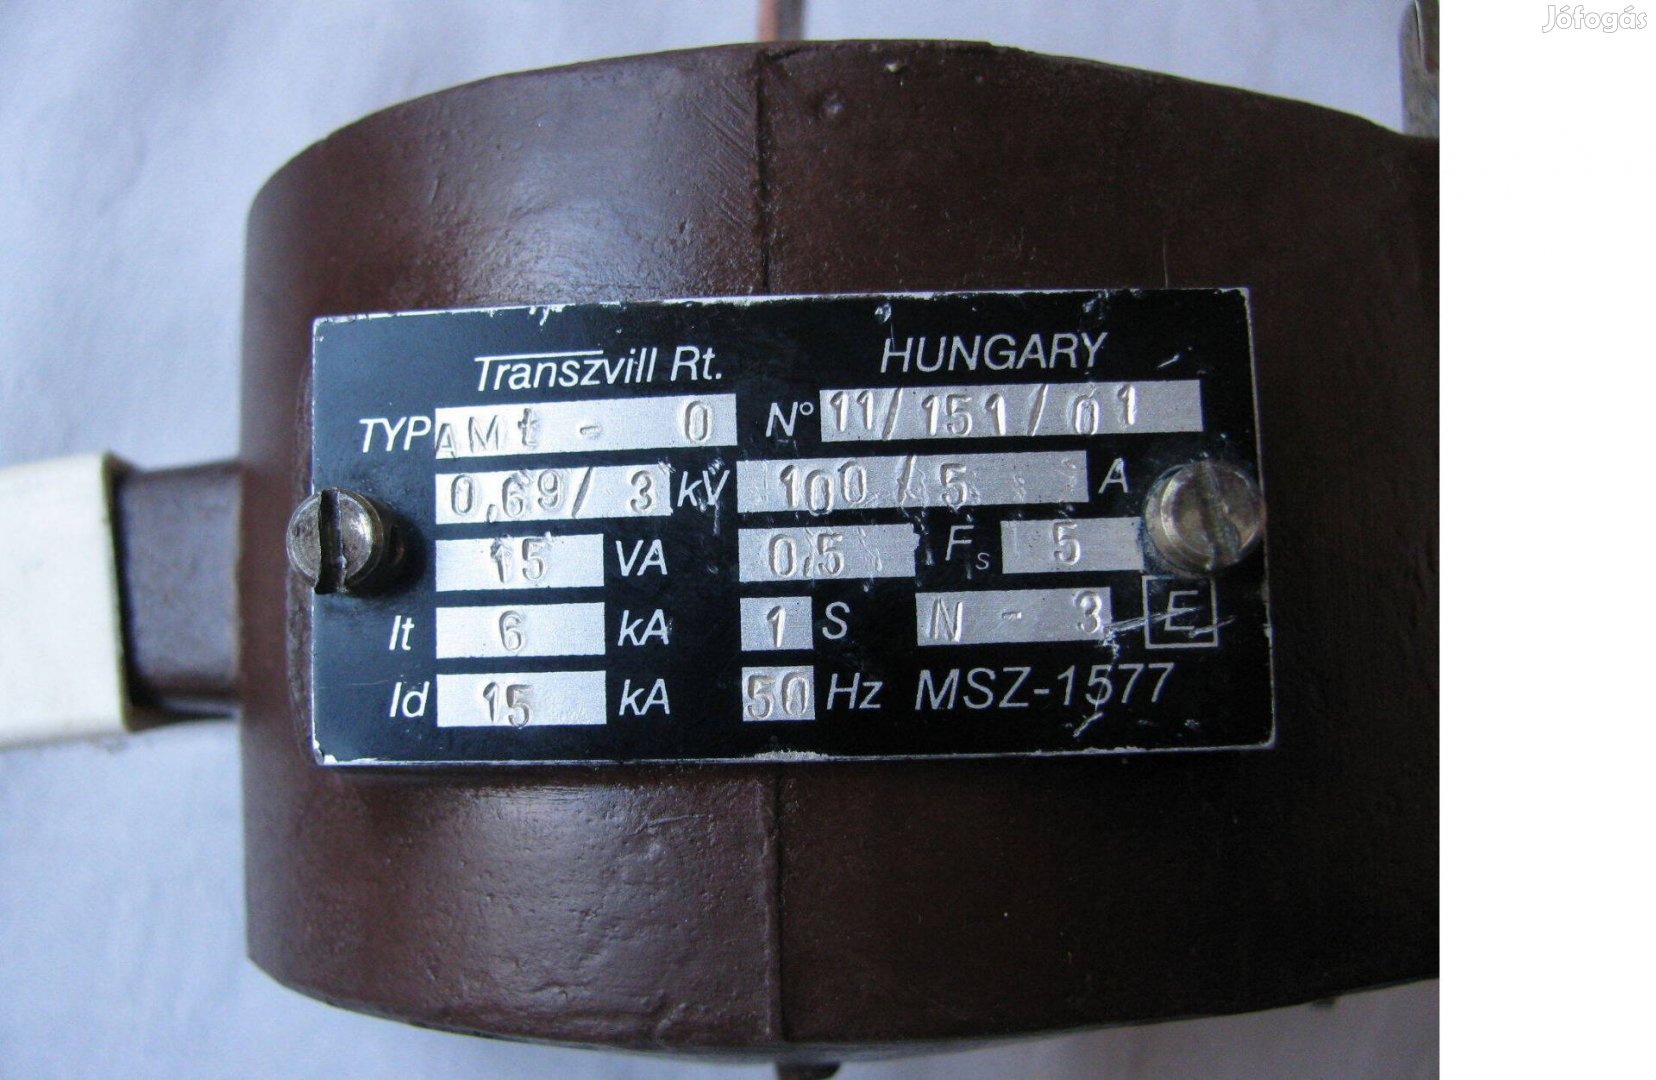 Jófogás
Transzvill Rt. HUNGARY
TYP AMt - 0 N° 11/151/01
0,69/3 kV 100/5 A
15 VA 0,5 Fs 5
It 6 kA 1 S N - 3 E
Id 15 kA 50 Hz MSZ-1577